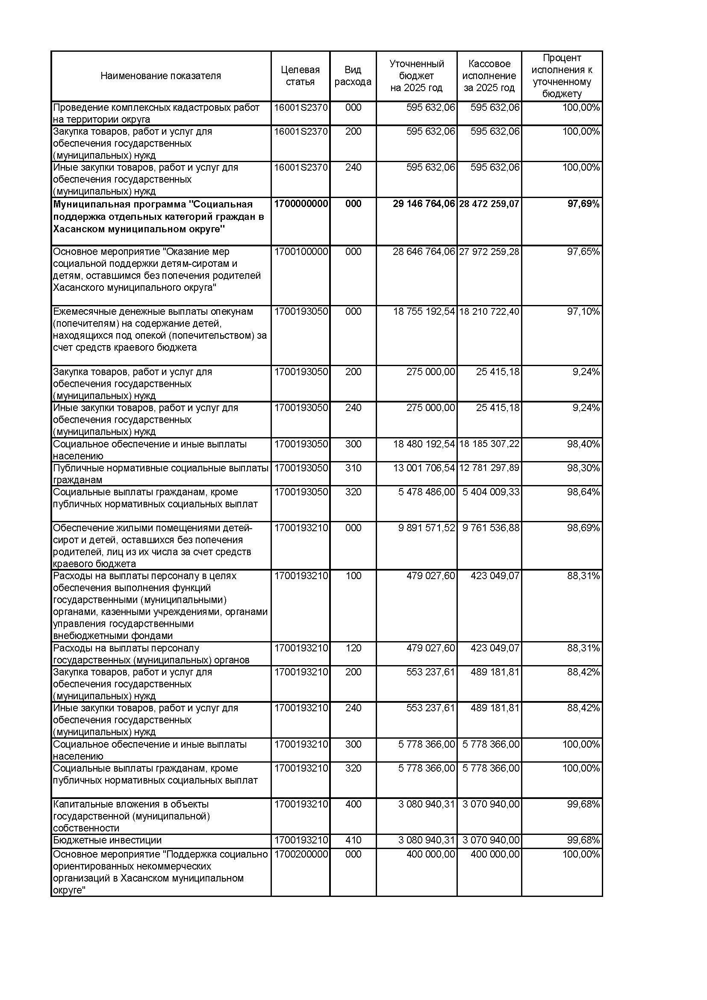 Наименование показателя
Целевая
статья
Вид
расхода
Уточненный
бюджет
на 2025 год
Кассовое
исполнение
за 2025 год
Процент
исполнения к
уточненному
бюджету
Проведение комплексных кадастровых работ 16001S2370 000 595 632,06 595 632,06 100,00%
на территории округа
Закупка товаров, работ и услуг для 16001S2370 200 595 632,06 595 632,06 100,00%
обеспечения государственных
(муниципальных) нужд
Иные закупки товаров, работ и услуг для 16001S2370 240 595 632,06 595 632,06 100,00%
обеспечения государственных
(муниципальных) нужд
Муниципальная программа "Социальная 1700000000 000 29 146 764,06 28 472 259,07 97,69%
поддержка отдельных категорий граждан в
Хасанском муниципальном округе"
Основное мероприятие "Оказание мер 1700100000 000 28 646 764,06 27 972 259,28 97,65%
социальной поддержки детям-сиротам и
детям, оставшимся без попечения родителей
Хасанского муниципального округа"
Ежемесячные денежные выплаты опекунам 1700193050 000 18 755 192,54 18 210 722,40 97,10%
(попечителям) на содержание детей,
находящихся под опекой (попечительством) за
счет средств краевого бюджета
Закупка товаров, работ и услуг для 1700193050 200 275 000,00 25 415,18 9,24%
обеспечения государственных
(муниципальных) нужд
Иные закупки товаров, работ и услуг для 1700193050 240 275 000,00 25 415,18 9,24%
обеспечения государственных
(муниципальных) нужд
Социальное обеспечение и иные выплаты 1700193050 300 18 480 192,54 18 185 307,22 98,40%
населению
Публичные нормативные социальные выплаты 1700193050 310 13 001 706,54 12 781 297,89 98,30%
гражданам
Социальные выплаты гражданам, кроме 1700193050 320 5 478 486,00 5 404 009,33 98,64%
публичных нормативных социальных выплат
Обеспечение жилыми помещениями детей- 1700193210 000 9 891 571,52 9 761 536,88 98,69%
сирот и детей, оставшихся без попечения
родителей, лиц из их числа за счет средств
краевого бюджета
Расходы на выплаты персоналу в целях 1700193210 100 479 027,60 423 049,07 88,31%
обеспечения выполнения функций
государственными (муниципальными)
органами, казенными учреждениями, органами
управления государственными
внебюджетными фондами
Расходы на выплаты персоналу 1700193210 120 479 027,60 423 049,07 88,31%
государственных (муниципальных) органов
Закупка товаров, работ и услуг для 1700193210 200 553 237,61 489 181,81 88,42%
обеспечения государственных
(муниципальных) нужд
Иные закупки товаров, работ и услуг для 1700193210 240 553 237,61 489 181,81 88,42%
обеспечения государственных
(муниципальных) нужд
Социальное обеспечение и иные выплаты 1700193210 300 5 778 366,00 5 778 366,00 100,00%
населению
Социальные выплаты гражданам, кроме 1700193210 320 5 778 366,00 5 778 366,00 100,00%
публичных нормативных социальных выплат
Капитальные вложения в объекты 1700193210 400 3 080 940,31 3 070 940,00 99,68%
государственной (муниципальной)
собственности
Бюджетные инвестиции 1700193210 410 3 080 940,31 3 070 940,00 99,68%
Основное мероприятие "Поддержка социально 1700200000 000 400 000,00 400 000,00 100,00%
ориентированных некоммерческих
организаций в Хасанском муниципальном
округе"